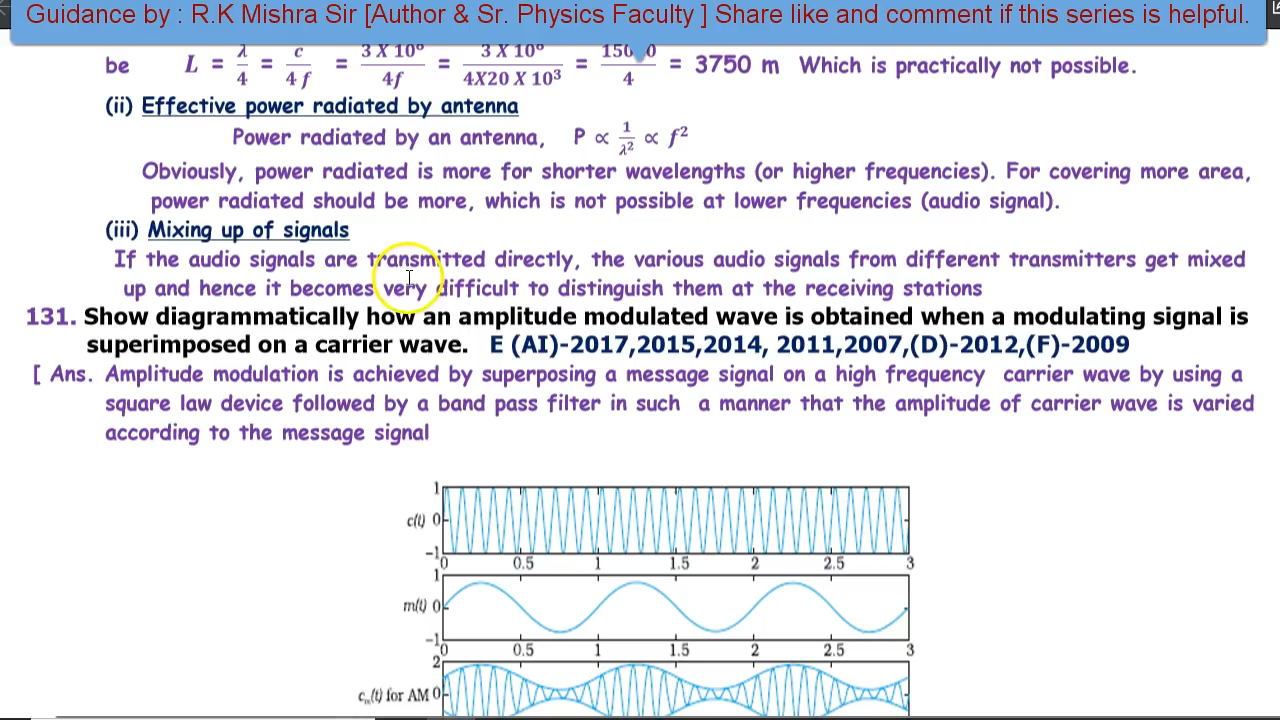 Guidance by : R.K Mishra Sir [Author & Sr. Physics Faculty ] Share like and comment if this series is helpful.
be L = λ/4 = c/4 f = 3 X 10⁸/4f = 3 X 10⁸/4X20 X 10³ = /4 = 3750 m Which is practically not possible.
(ii) Effective power radiated by antenna
Power radiated by an antenna, P ∝ 1/λ² ∝ f²
Obviously, power radiated is more for shorter wavelengths (or higher frequencies). For covering more area,
power radiated should be more, which is not possible at lower frequencies (audio signal).
(iii) Mixing up of signals
If the audio signals are transmitted directly, the various audio signals from different transmitters get mixed
up and hence it becomes very difficult to distinguish them at the receiving stations
131. Show diagrammatically how an amplitude modulated wave is obtained when a modulating signal is
superimposed on a carrier wave. E (AI)-2017,2015,2014, 2011,2007,(D)-2012,(F)-2009
[ Ans. Amplitude modulation is achieved by superposing a message signal on a high frequency carrier wave by using a
square law device followed by a band pass filter in such a manner that the amplitude of carrier wave is varied
according to the message signal
1
c(t) 0
-1
0 0.5 1 1.5 2 2.5 3
1
m(t) 0
-1
0 0.5 1 1.5 2 2.5 3
2
cₘ(t) for AM 0